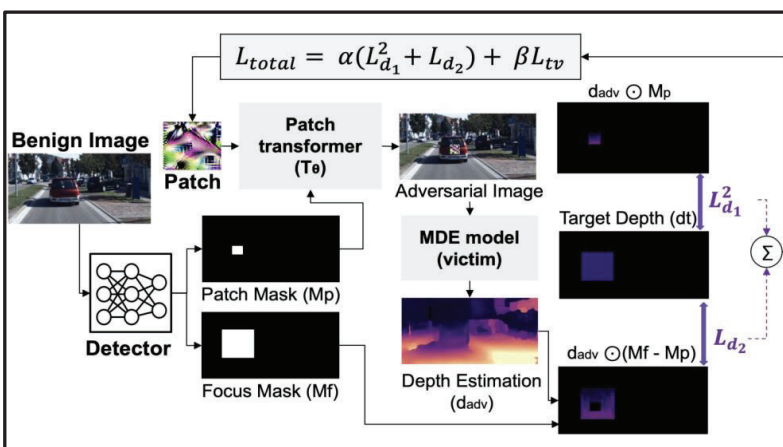 L_total = α(L²_d₁ + L_d₂) + βL_tv
Benign Image
Patch
Patch
transformer
(Tθ)
Adversarial Image
dadv ⊙ Mp
L²_d₁
Target Depth (dt)
Σ
MDE model
(victim)
Patch Mask (Mp)
Detector
Focus Mask (Mf)
Depth Estimation
(dadv)
L_d₂
dadv ⊙(Mf - Mp)